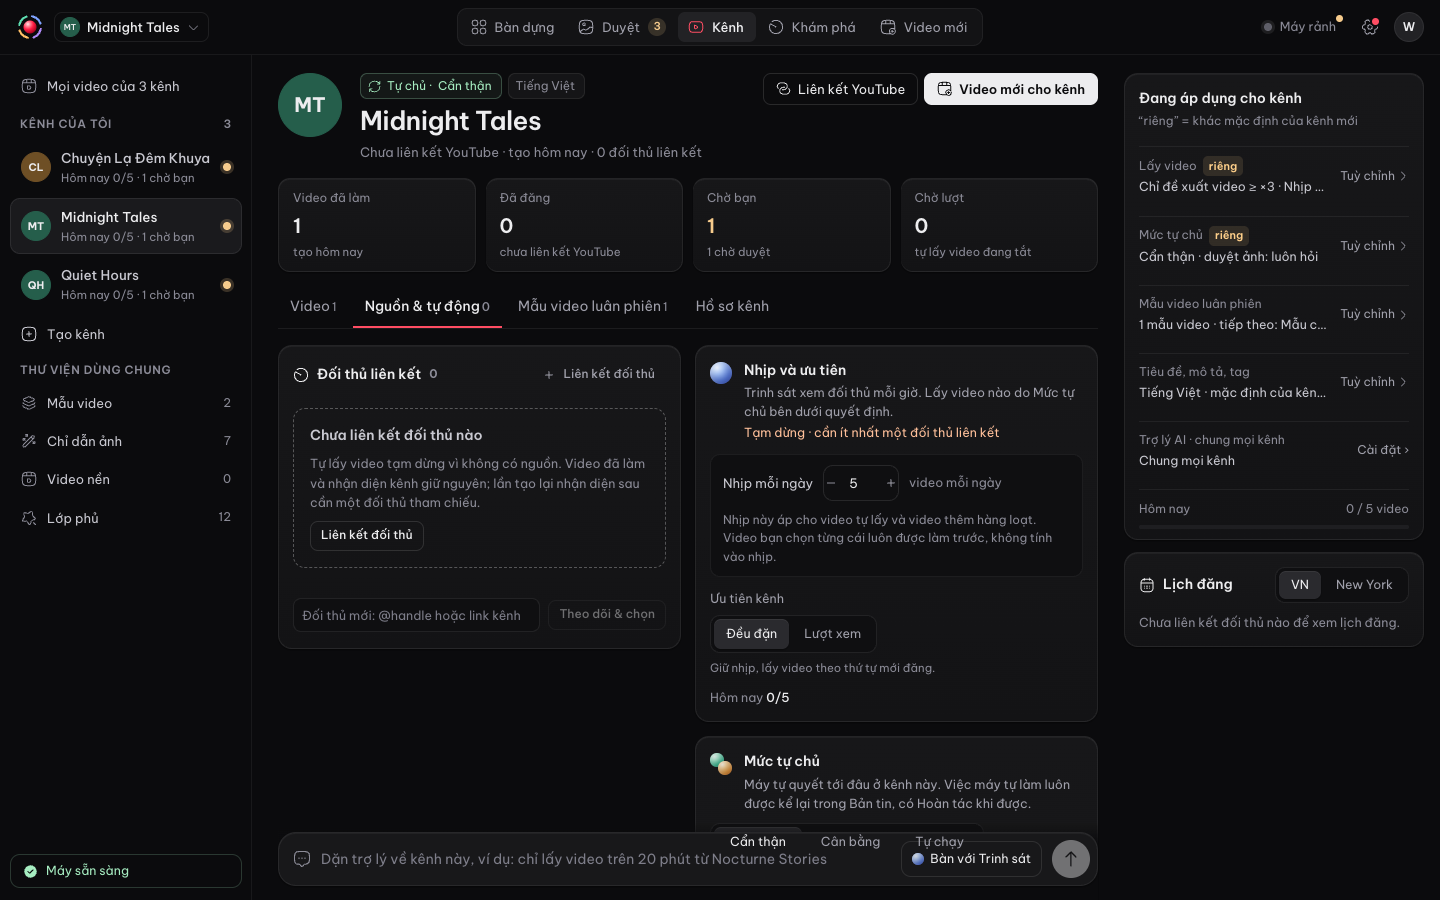 MT Midnight Tales
Bàn dựng
Duyệt 3
Kênh
Khám phá
Video mới
Máy rảnh
W
Mọi video của 3 kênh
KÊNH CỦA TÔI 3
CL
Chuyện Lạ Đêm Khuya
Hôm nay 0/5 · 1 chờ bạn
MT
Midnight Tales
Hôm nay 0/5 · 1 chờ bạn
QH
Quiet Hours
Hôm nay 0/5 · 1 chờ bạn
Tạo kênh
THƯ VIỆN DÙNG CHUNG
Mẫu video 2
Chỉ dẫn ảnh 7
Video nền 0
Lớp phủ 12
Máy sẵn sàng
MT
Tự chủ · Cẩn thận
Tiếng Việt
Midnight Tales
Chưa liên kết YouTube · tạo hôm nay · 0 đối thủ liên kết
Liên kết YouTube
Video mới cho kênh
Video đã làm
1
tạo hôm nay
Đã đăng
0
chưa liên kết YouTube
Chờ bạn
1
1 chờ duyệt
Chờ lượt
0
tự lấy video đang tắt
Video 1
Nguồn & tự động 0
Mẫu video luân phiên 1
Hồ sơ kênh
Đối thủ liên kết 0
+ Liên kết đối thủ
Chưa liên kết đối thủ nào
Tự lấy video tạm dừng vì không có nguồn. Video đã làm
và nhận diện kênh giữ nguyên; lần tạo lại nhận diện sau
cần một đối thủ tham chiếu.
Liên kết đối thủ
Đối thủ mới: @handle hoặc link kênh
Theo dõi & chọn
Nhịp và ưu tiên
Trinh sát xem đối thủ mỗi giờ. Lấy video nào do Mức tự
chủ bên dưới quyết định.
Tạm dừng · cần ít nhất một đối thủ liên kết
Nhịp mỗi ngày − 5 + video mỗi ngày
Nhịp này áp cho video tự lấy và video thêm hàng loạt.
Video bạn chọn từng cái luôn được làm trước, không tính
vào nhịp.
Ưu tiên kênh
Đều đặn
Lượt xem
Giữ nhịp, lấy video theo thứ tự mới đăng.
Hôm nay 0/5
Mức tự chủ
Máy tự quyết tới đâu ở kênh này. Việc máy tự làm luôn
được kể lại trong Bản tin, có Hoàn tác khi được.
Cẩn thận
Cân bằng
Tự chạy
Dặn trợ lý về kênh này, ví dụ: chỉ lấy video trên 20 phút từ Nocturne Stories
Bàn với Trinh sát
Đang áp dụng cho kênh
“riêng” = khác mặc định của kênh mới
Lấy video riêng
Chỉ đề xuất video ≥ ×3 · Nhịp ...
Tuỳ chỉnh
Mức tự chủ riêng
Cẩn thận · duyệt ảnh: luôn hỏi
Tuỳ chỉnh
Mẫu video luân phiên
1 mẫu video · tiếp theo: Mẫu c...
Tuỳ chỉnh
Tiêu đề, mô tả, tag
Tiếng Việt · mặc định của kên...
Tuỳ chỉnh
Trợ lý AI · chung mọi kênh
Chung mọi kênh
Cài đặt ›
Hôm nay 0 / 5 video
Lịch đăng
VN
New York
Chưa liên kết đối thủ nào để xem lịch đăng.